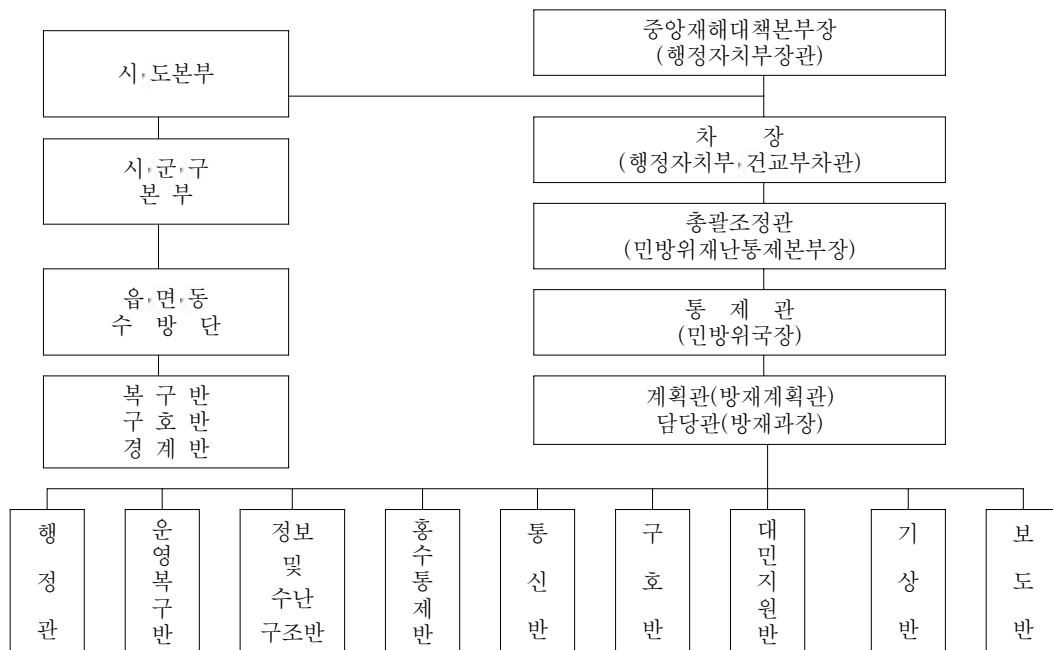 중앙재해대책본부장
(행정자치부장관)
시·도본부
차 장
(행정자치부·건교부차관)
시·군·구
본 부
총괄조정관
(민방위재난통제본부장)
읍·면·동
수 방 단
통 제 관
(민방위국장)
복 구 반
구 호 반
경 계 반
계획관(방재계획관)
담당관(방재과장)
행정관
운영복구반
정보
및
수난
구조반
홍수통제반
통신반
구호반
대민지원반
기상반
보도반